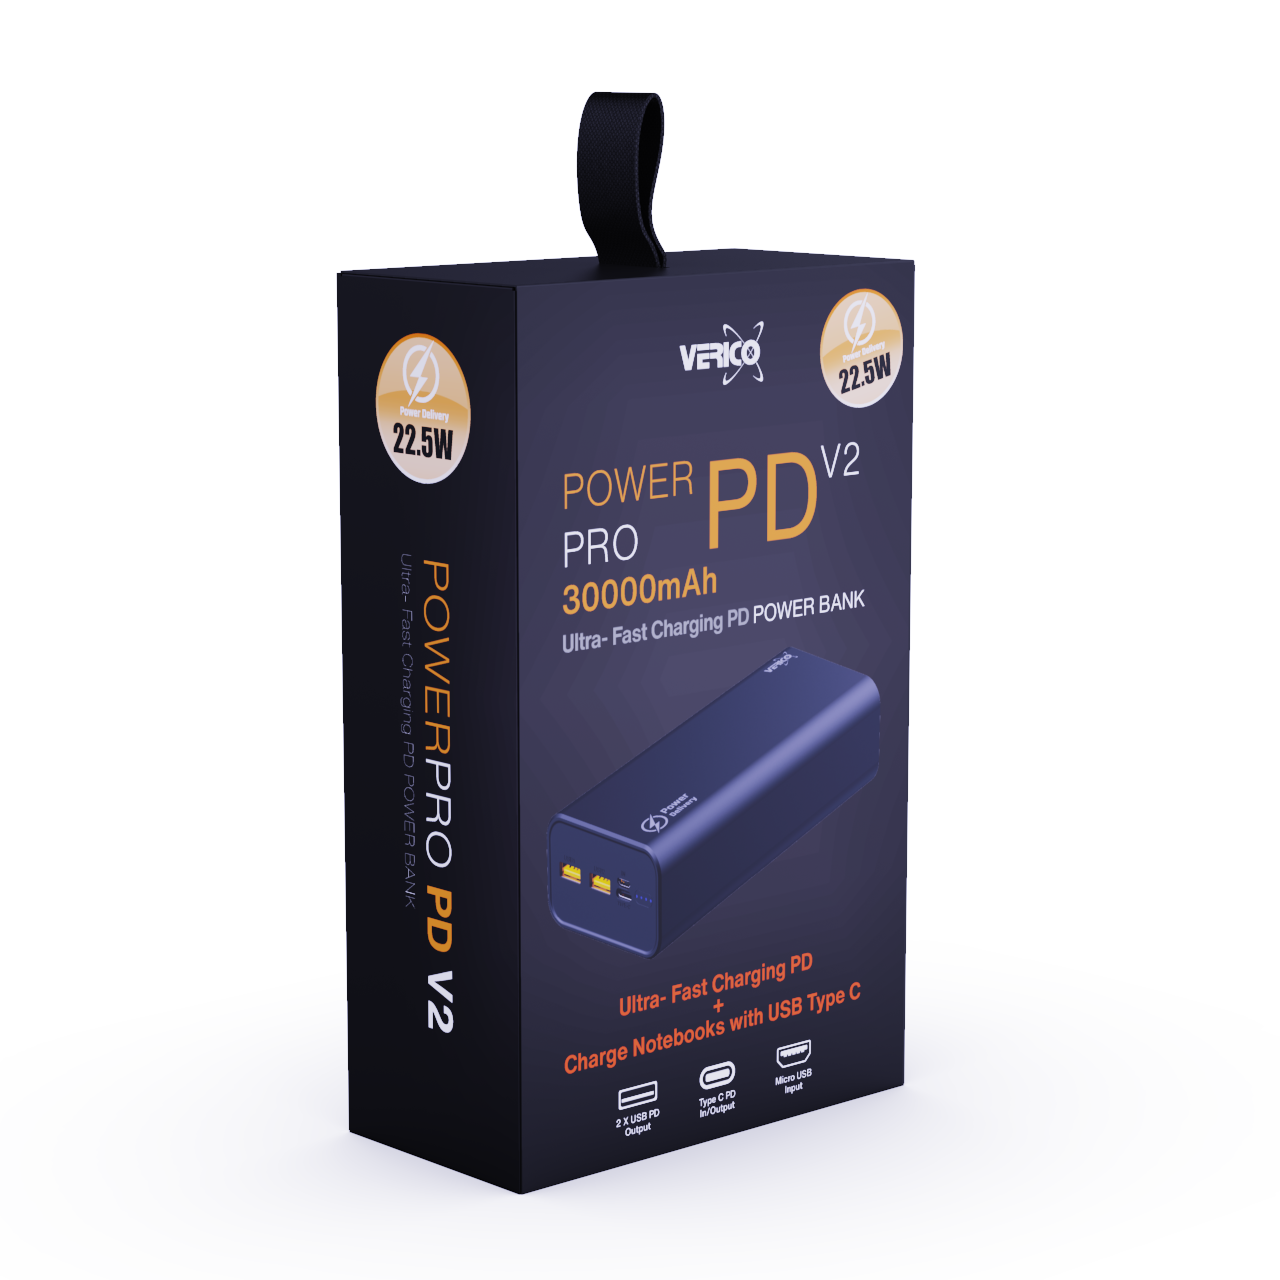 Power Delivery
22.5W
POWERPRO PD V2
Ultra- Fast Charging PD POWER BANK
VERICO
Power Delivery
22.5W
POWER
PRO
PD
V2
30000mAh
Ultra- Fast Charging PD POWER BANK
VERICO
Power
Delivery
Ultra- Fast Charging PD
+
Charge Notebooks with USB Type C
2 X USB PD
Output
Type C PD
In/Output
Micro USB
Input